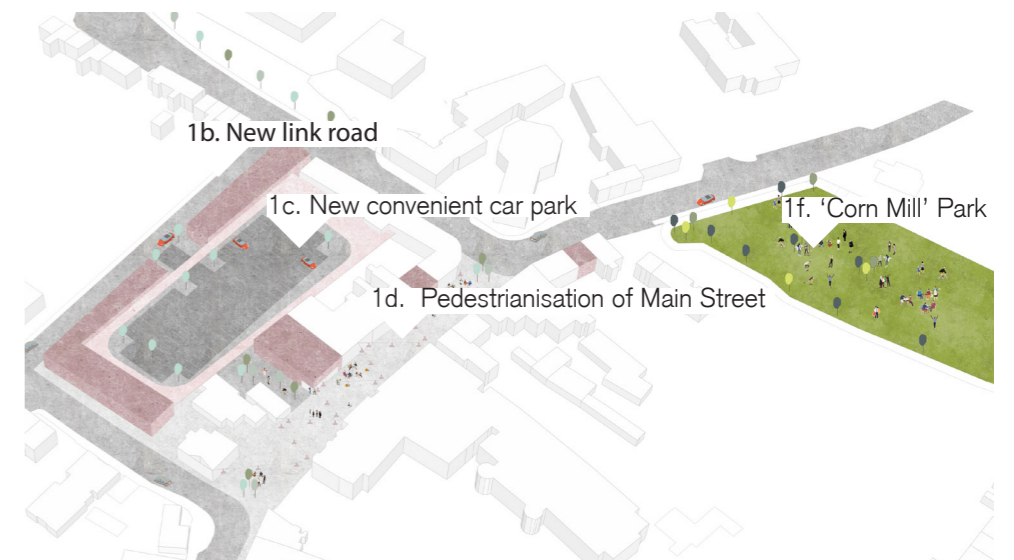 1b. New link road
1c. New convenient car park
1f. ‘Corn Mill’ Park
1d. Pedestrianisation of Main Street